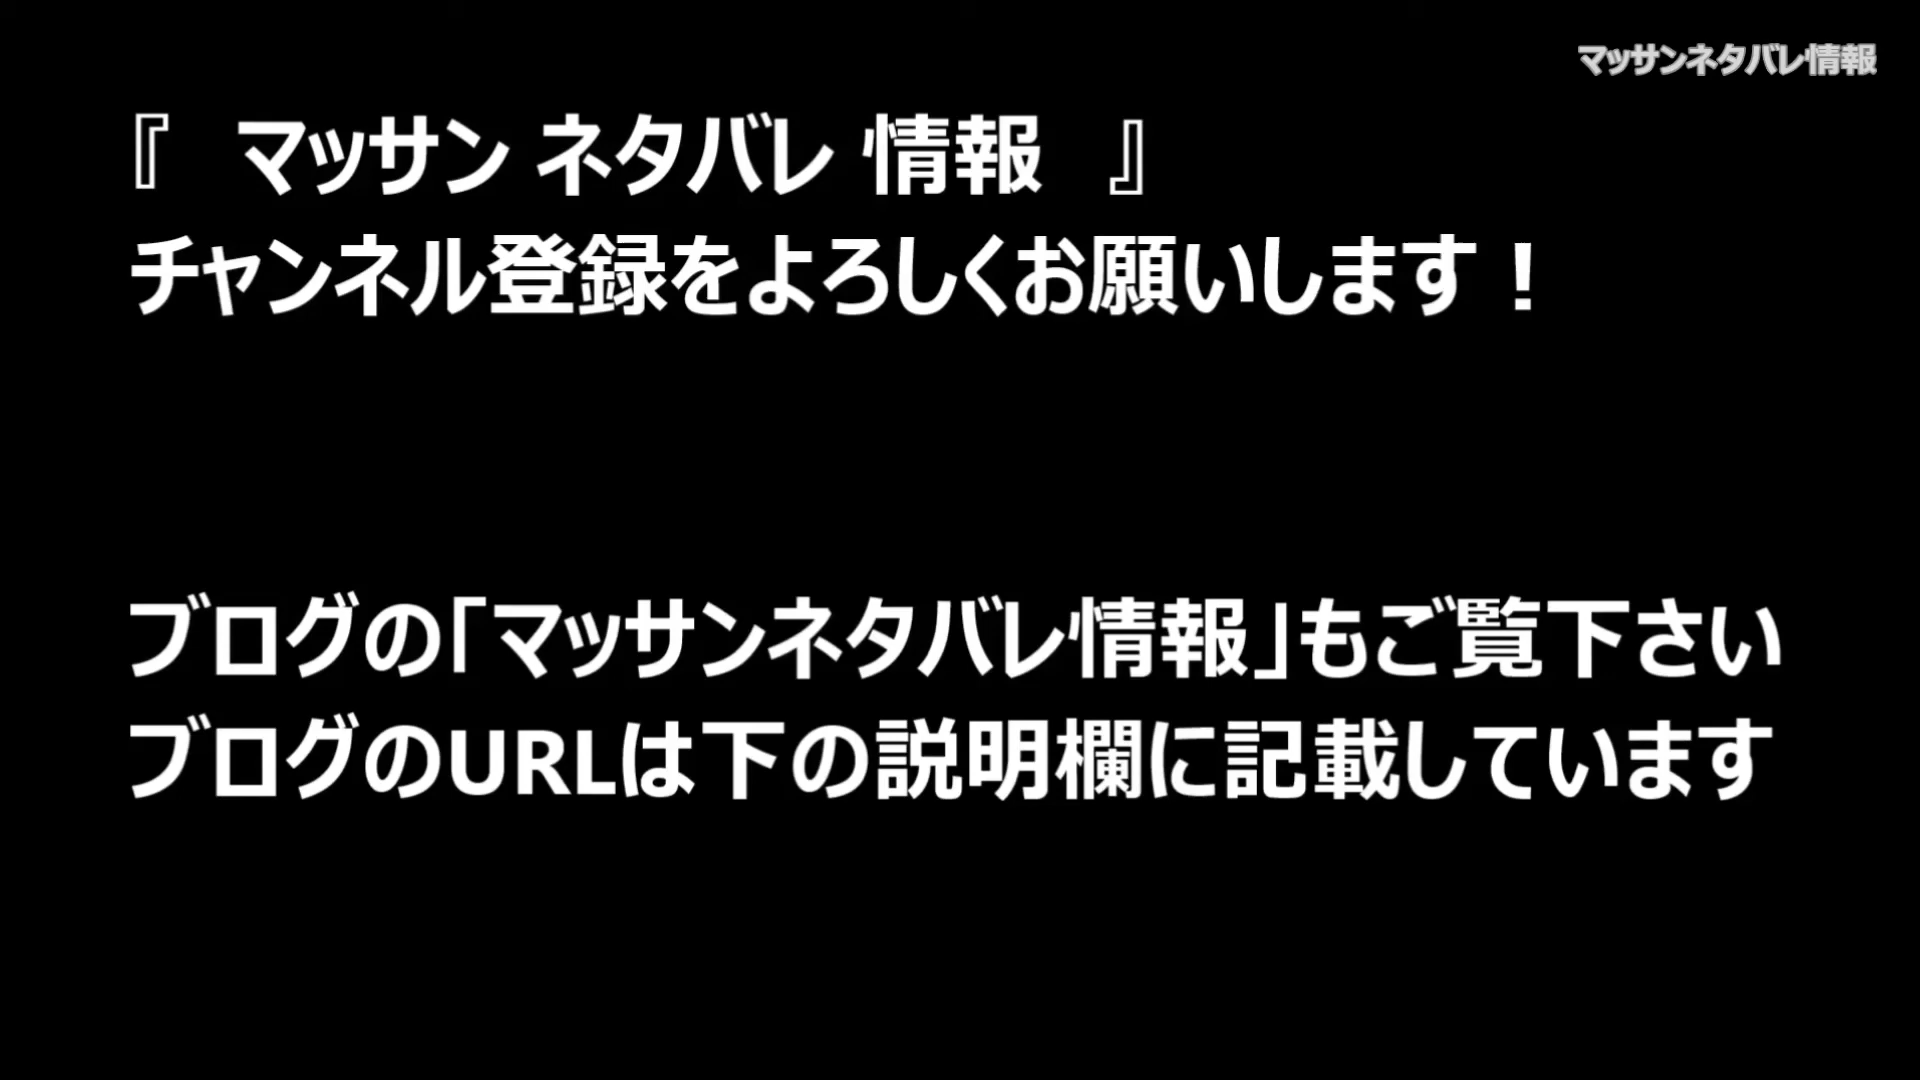 マッサンネタバレ情報
『　マッサン ネタバレ 情報　』
チャンネル登録をよろしくお願いします！
ブログの「マッサンネタバレ情報」もご覧下さい
ブログのURLは下の説明欄に記載しています